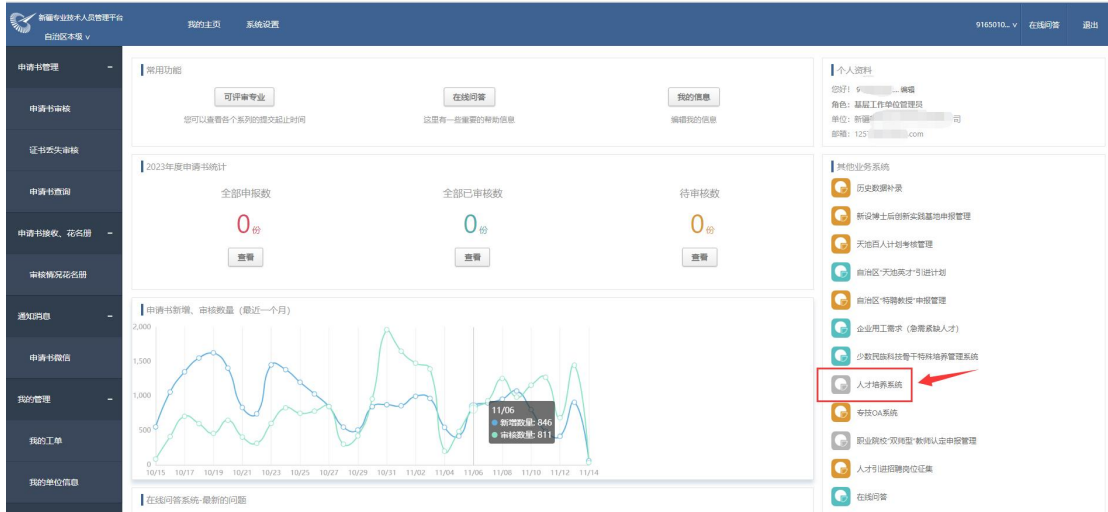 新疆专业技术人员管理平台
自治区本级 ∨
我的主页 系统设置
9165010... ∨ 在线问答 退出
申请书管理 -
申请书审核
证书丢失审核
申请书查询
申请书接收、花名册 -
审核情况花名册
通知消息 -
申请书微信
我的管理 -
我的工单
我的单位信息
常用功能
可评审专业 在线问答 我的信息
您可以查看各个系列的提交起止时间 这里有一些重要的帮助信息 编辑我的信息
2023年度申请书统计
全部申报数 全部已审核数 待审核数
0份 0份 0份
查看 查看 查看
申请书新增、审核数量 (最近一个月)
2,000
1,500
1,000
500
0
11/06
新增数量: 846
审核数量: 811
10/15 10/17 10/19 10/21 10/23 10/25 10/27 10/29 10/31 11/02 11/04 11/06 11/08 11/10 11/12 11/14
在线问答系统-最新的问题
个人资料
您好! 9 ... 编辑
角色: 基层工作单位管理员
单位: 新疆 司
邮箱: 125 .com
其他业务系统
历史数据补录
新设博士后创新实践基地申报管理
天池百人计划考核管理
自治区"天池英才"引进计划
自治区"特聘教授"申报管理
企业用工需求 (急需紧缺人才)
少数民族科技骨干特殊培养管理系统
人才培养系统
专技OA系统
职业院校"双师型"教师认定申报管理
人才引进招聘岗位征集
在线问答